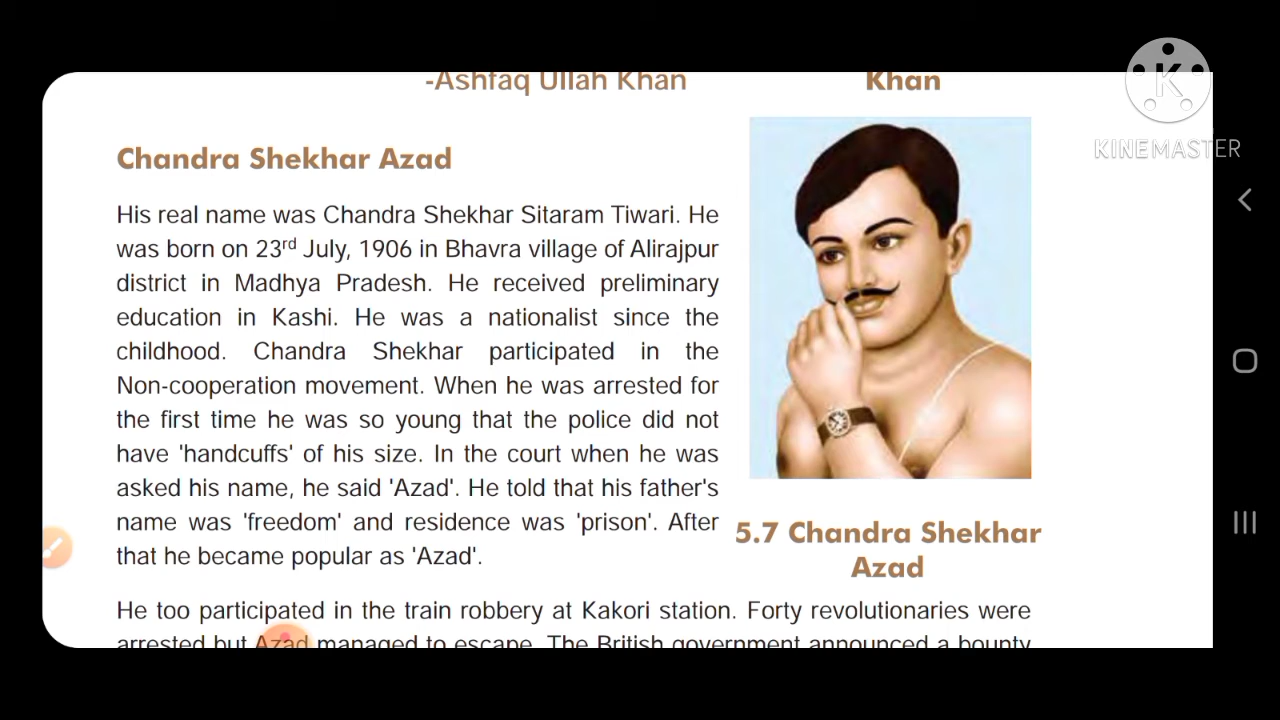 -Ashfaq Ullah Khan
Khan
KINEMASTER
Chandra Shekhar Azad
His real name was Chandra Shekhar Sitaram Tiwari. He
was born on 23rd July, 1906 in Bhavra village of Alirajpur
district in Madhya Pradesh. He received preliminary
education in Kashi. He was a nationalist since the
childhood. Chandra Shekhar participated in the
Non-cooperation movement. When he was arrested for
the first time he was so young that the police did not
have 'handcuffs' of his size. In the court when he was
asked his name, he said 'Azad'. He told that his father's
name was 'freedom' and residence was 'prison'. After
that he became popular as 'Azad'.
5.7 Chandra Shekhar
Azad
He too participated in the train robbery at Kakori station. Forty revolutionaries were
arrested but Azad managed to escape. The British government announced a bounty